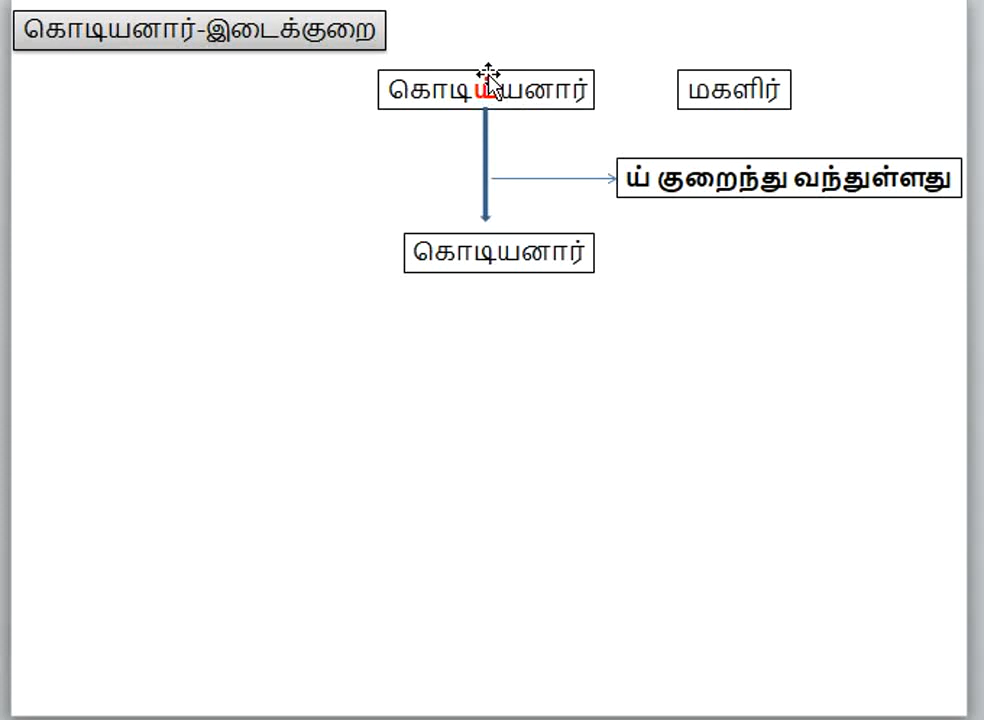 கொடியனார்-இடைக்குறை
கொடிய்யனார்
மகளிர்
ய் குறைந்து வந்துள்ளது
கொடியனார்